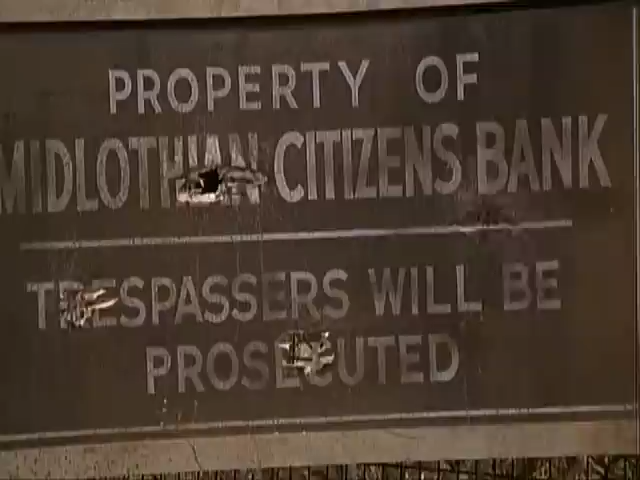 PROPERTY OF
MIDLOTHIAN CITIZENS BANK
TRESPASSERS WILL BE
PROSECUTED